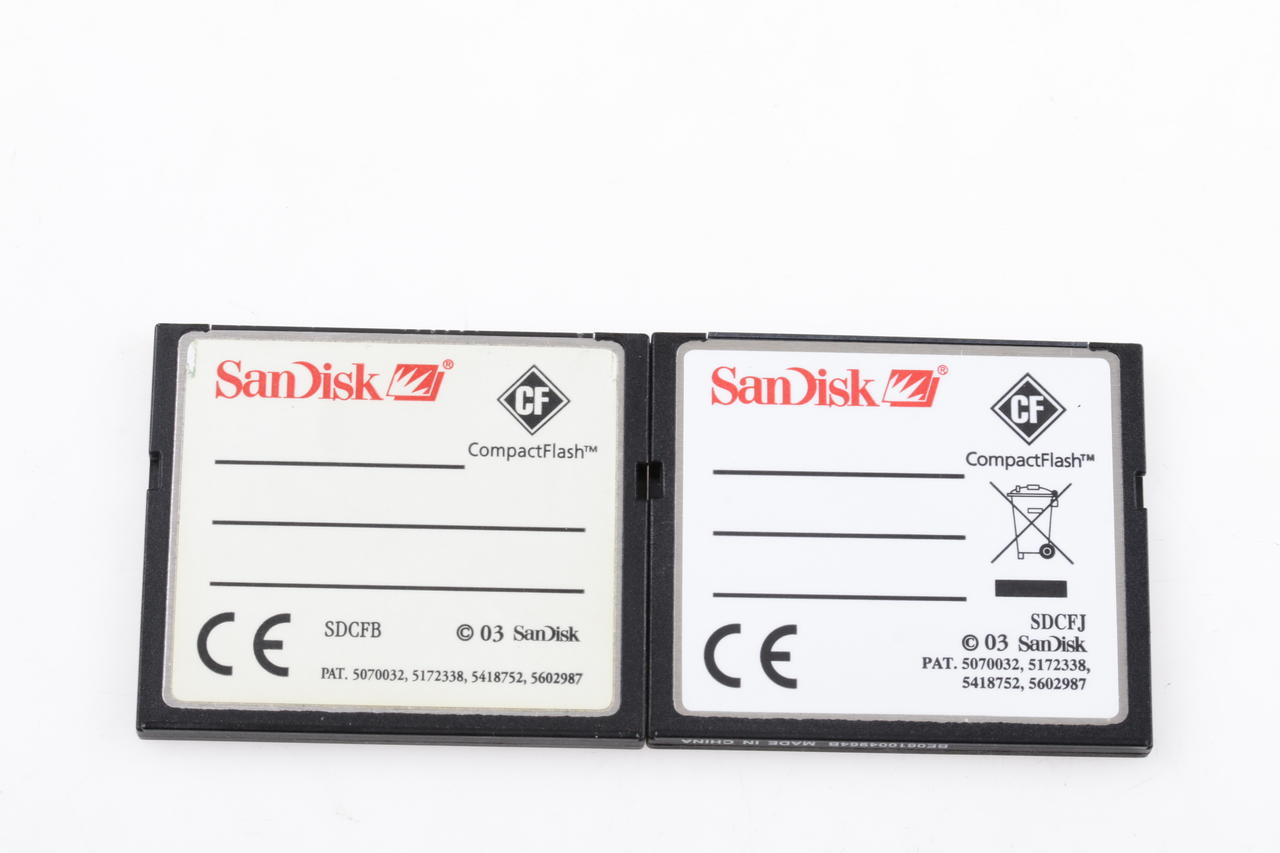 SanDisk ®
CF
CompactFlash™
CE
SDCFB
© 03 SanDisk
PAT. 5070032, 5172338, 5418752, 5602987
SanDisk ®
CF
CompactFlash™
CE
SDCFJ
© 03 SanDisk
PAT. 5070032, 5172338,
5418752, 5602987
MADE IN CHINA